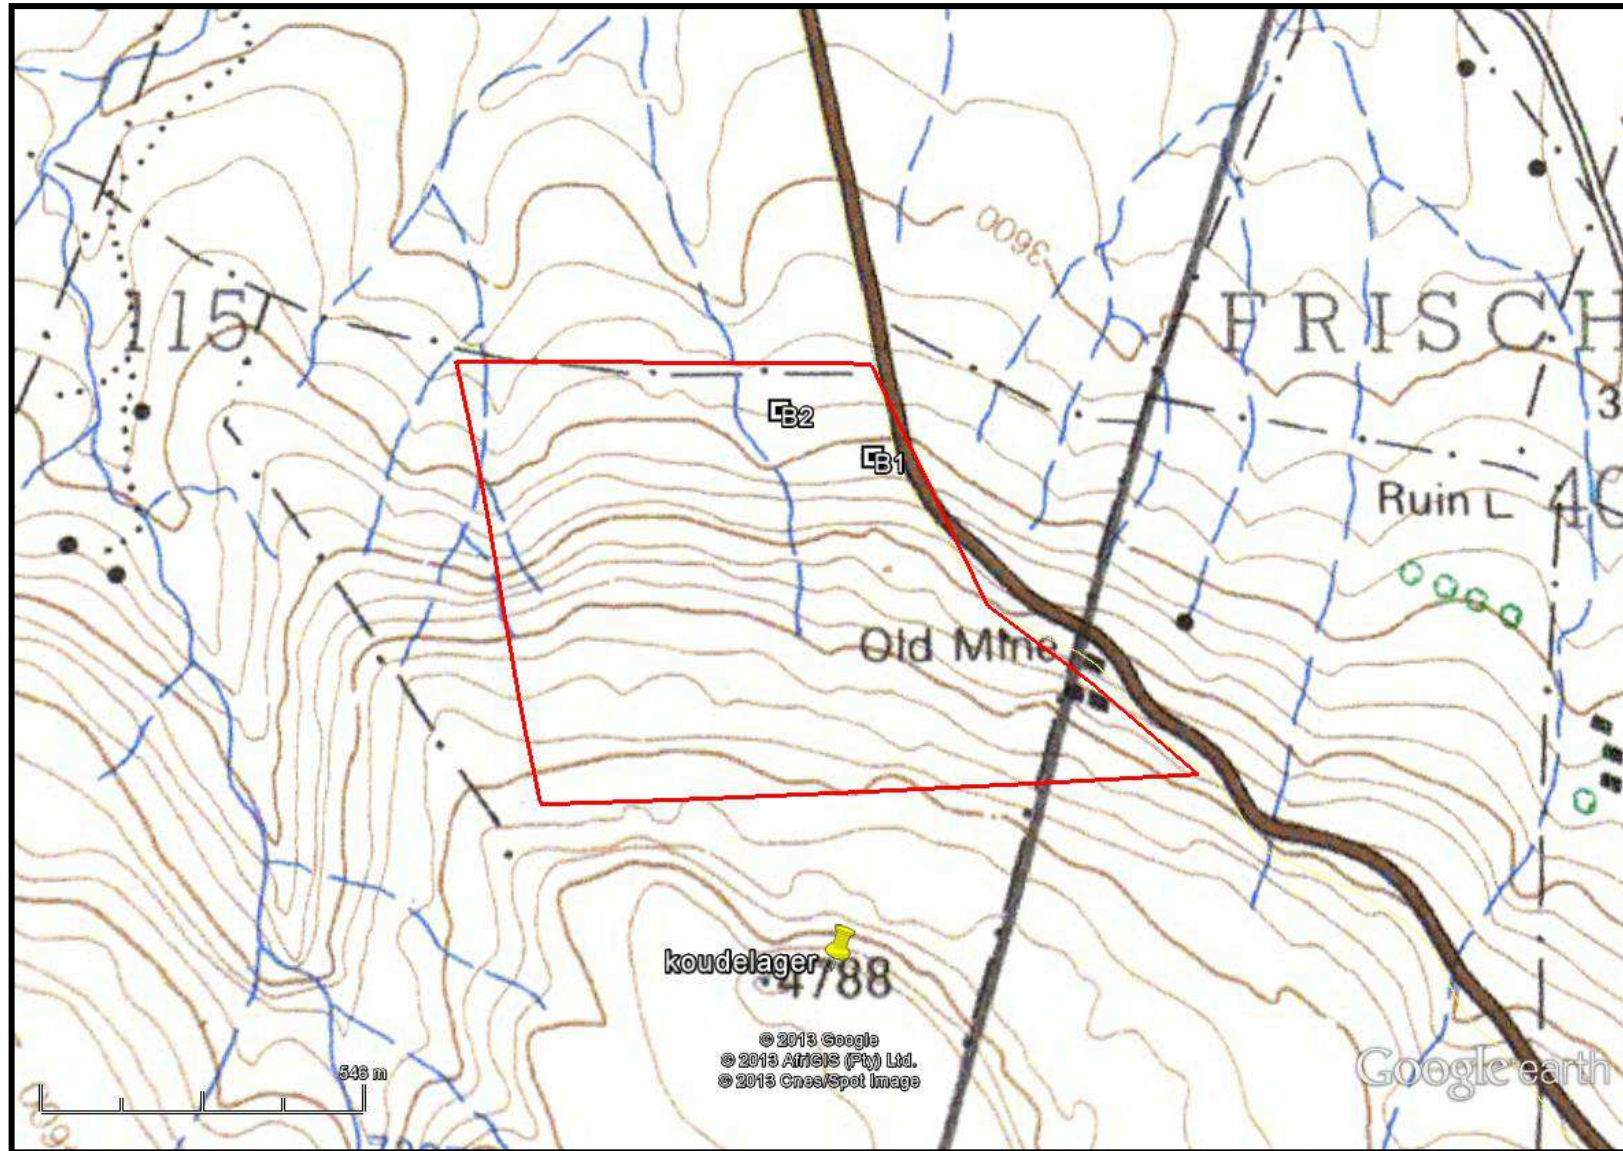 3600
115
FRISCH
3
B2
B1
Ruin
40
Old Mine
koudelager
4788
© 2013 Google
© 2013 AfriGIS (Pty) Ltd.
© 2013 Cnes/Spot Image
546 m
Google earth